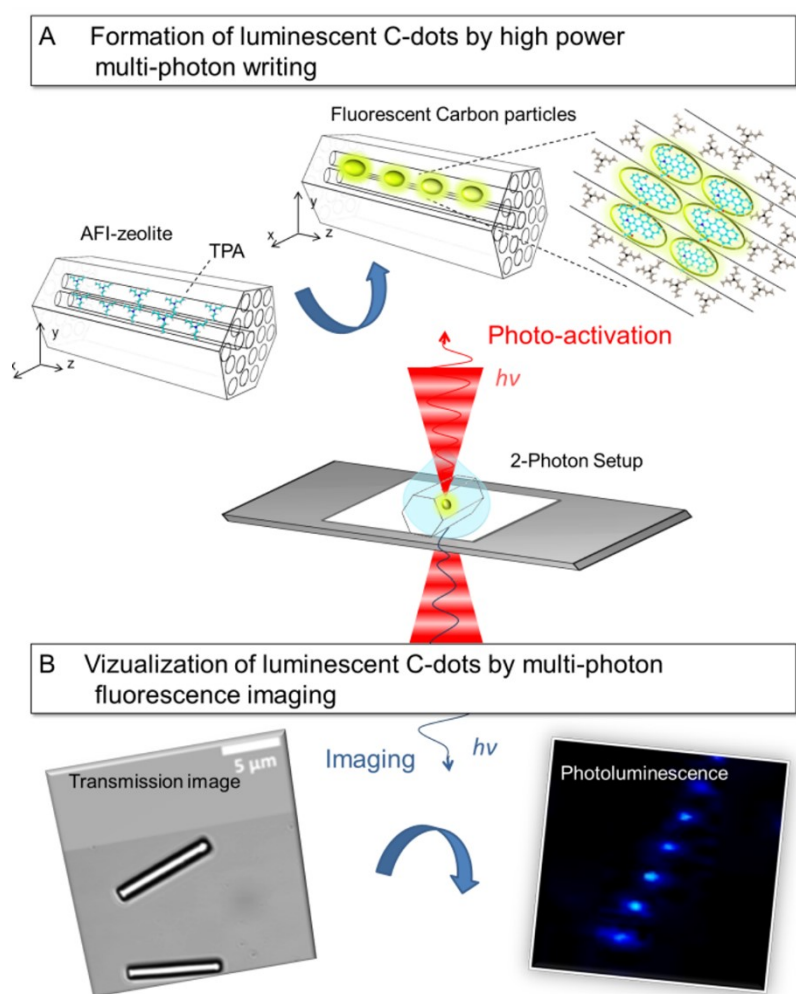 A Formation of luminescent C-dots by high power
multi-photon writing
Fluorescent Carbon particles
AFI-zeolite
TPA
y
x
z
y
x
z
Photo-activation
hν
2-Photon Setup
B Vizualization of luminescent C-dots by multi-photon
fluorescence imaging
5 µm
Transmission image
Imaging
hν
Photoluminescence